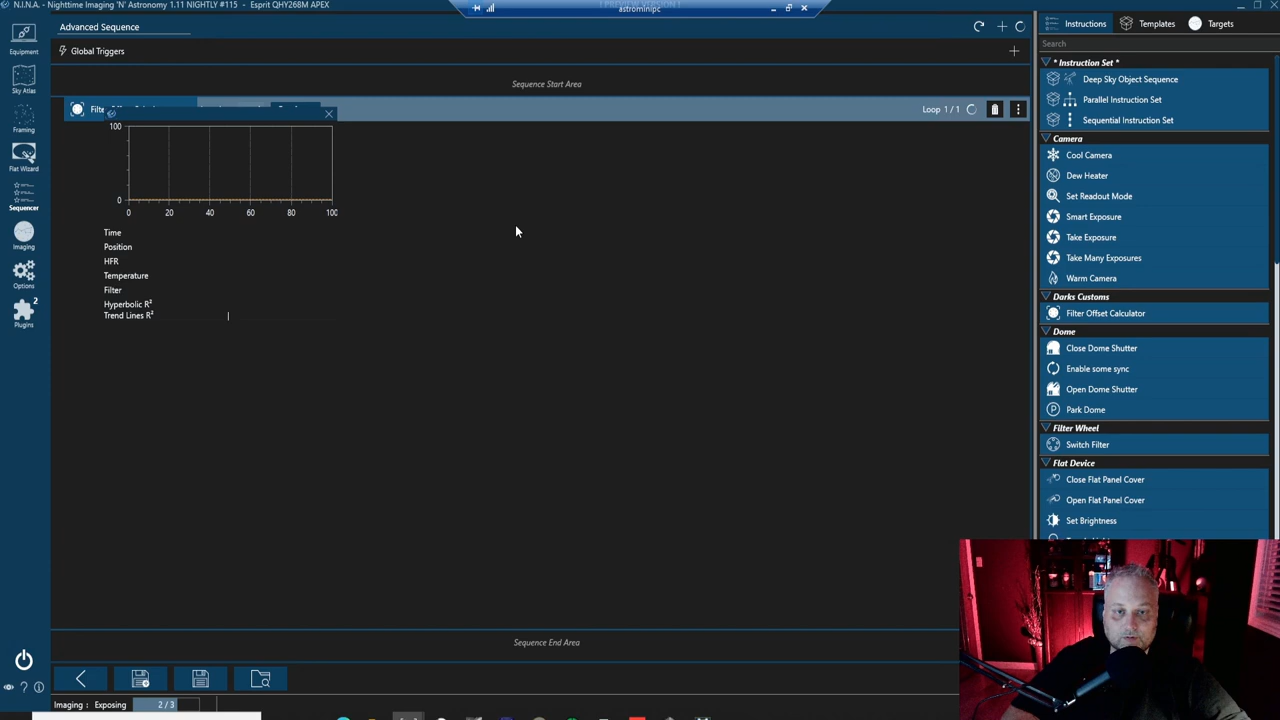 N.I.N.A. - Nighttime Imaging 'N' Astronomy 1.11 NIGHTLY #115 - Esprit QHY268M APEX
astrominipc
Equipment
Sky Atlas
Framing
Flat Wizard
Sequencer
Imaging
Options
2
Plugins
Advanced Sequence
Global Triggers
Sequence Start Area
Loop 1 / 1
100
0
0 20 40 60 80 100
Time
Position
HFR
Temperature
Filter
Hyperbolic R²
Trend Lines R²
Sequence End Area
Imaging : Exposing 2 / 3
Instructions Templates Targets
Search
* Instruction Set *
Deep Sky Object Sequence
Parallel Instruction Set
Sequential Instruction Set
Camera
Cool Camera
Dew Heater
Set Readout Mode
Smart Exposure
Take Exposure
Take Many Exposures
Warm Camera
Darks Customs
Filter Offset Calculator
Dome
Close Dome Shutter
Enable some sync
Open Dome Shutter
Park Dome
Filter Wheel
Switch Filter
Flat Device
Close Flat Panel Cover
Open Flat Panel Cover
Set Brightness